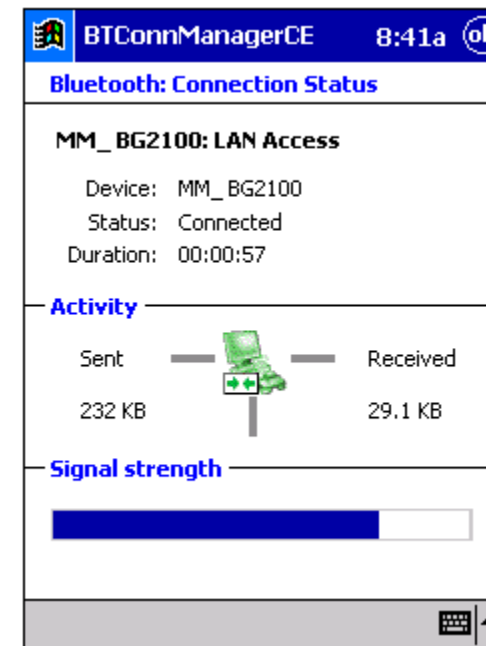 BTConnManagerCE 8:41a ok
Bluetooth: Connection Status
MM_BG2100: LAN Access
Device: MM_BG2100
Status: Connected
Duration: 00:00:57
Activity
Sent Received
232 KB 29.1 KB
Signal strength